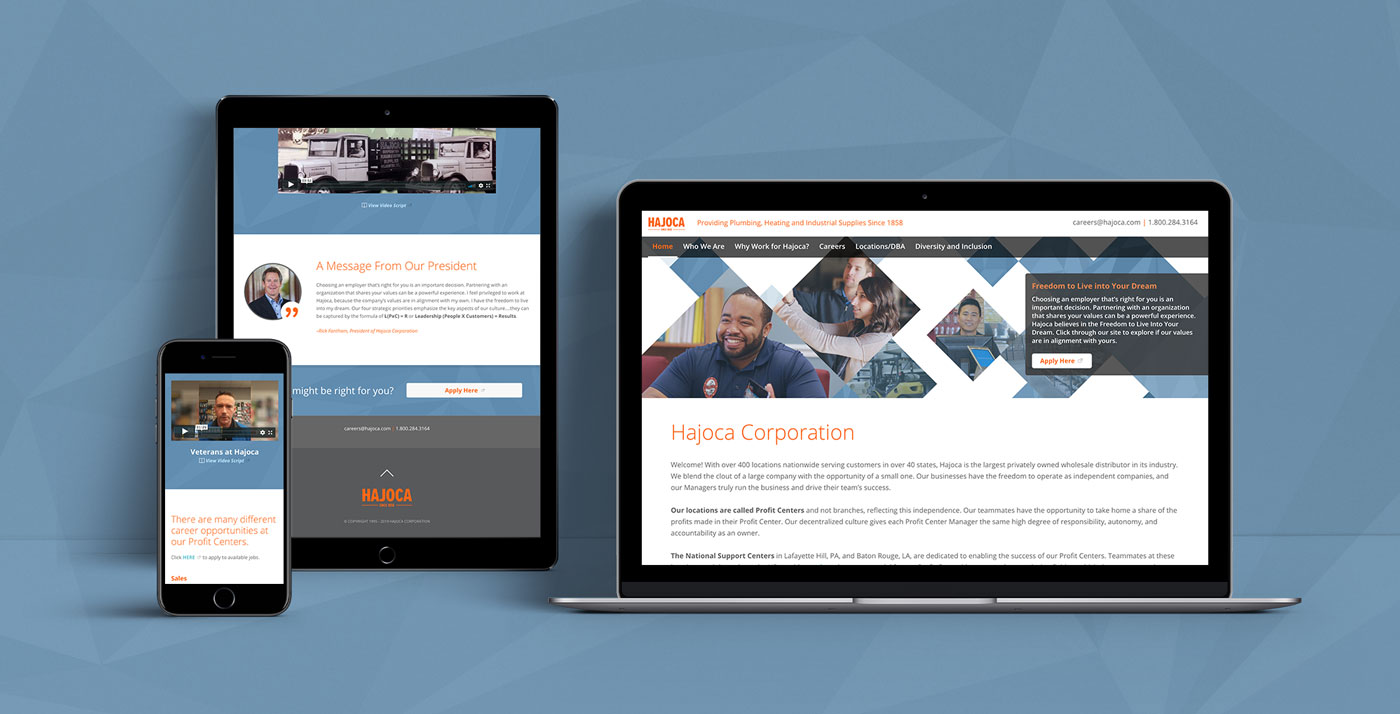 HAJOCA
View Video Script
A Message From Our President
Choosing an employer that's right for you is an important decision. Partnering with an
organization that shares your values can be a powerful experience. I feel privileged to work at
Hajoca, because the company's values are in alignment with my own. I have the freedom to live
into my dream. Our four strategic priorities emphasize the key aspects of our culture....they can
be captured by the formula of L(PxC) = R or Leadership (People X Customers) = Results.
President of Hajoca Corporation
might be right for you?
Apply Here
careers@hajoca.com | 1.800.284.3164
HAJOCA
SINCE 1858
© COPYRIGHT 1995 - 2019 HAJOCA CORPORATION
Veterans at Hajoca
View Video Script
There are many different
career opportunities at
our Profit Centers.
Click HERE to apply to available jobs.
Sales
HAJOCA
SINCE 1858
Providing Plumbing, Heating and Industrial Supplies Since 1858
careers@hajoca.com | 1.800.284.3164
Home Who We Are Why Work for Hajoca? Careers Locations/DBA Diversity and Inclusion
Freedom to Live into Your Dream
Choosing an employer that's right for you is an
important decision. Partnering with an organization
that shares your values can be a powerful experience.
Hajoca believes in the Freedom to Live Into Your
Dream. Click through our site to explore if our values
are in alignment with yours.
Apply Here
Hajoca Corporation
Welcome! With over 400 locations nationwide serving customers in over 40 states, Hajoca is the largest privately owned wholesale distributor in its industry.
We blend the clout of a large company with the opportunity of a small one. Our businesses have the freedom to operate as independent companies, and
our Managers truly run the business and drive their team's success.
Our locations are called Profit Centers and not branches, reflecting this independence. Our teammates have the opportunity to take home a share of the
profits made in their Profit Center. Our decentralized culture gives each Profit Center Manager the same high degree of responsibility, autonomy, and
accountability as an owner.
The National Support Centers in Lafayette Hill, PA, and Baton Rouge, LA, are dedicated to enabling the success of our Profit Centers. Teammates at these